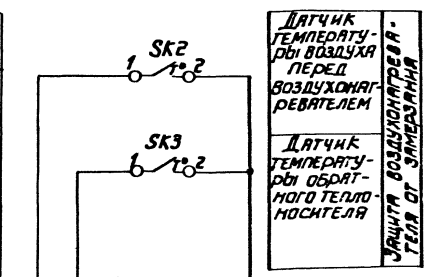 SK2
1 2
SK3
1 2
ДАТЧИК
ТЕМПЕРАТУ-
РЫ ВОЗДУХА
ПЕРЕД
ВОЗДУХОНАГ-
РЕВАТЕЛЕМ
ДАТЧИК
ТЕМПЕРАТУ-
РЫ ОБРАТ-
НОГО ТЕПЛО-
НОСИТЕЛЯ
ЗАЩИТА ВОЗДУХОНАГРЕВА-
ТЕЛЯ ОТ ЗАМЕРЗАНИЯ